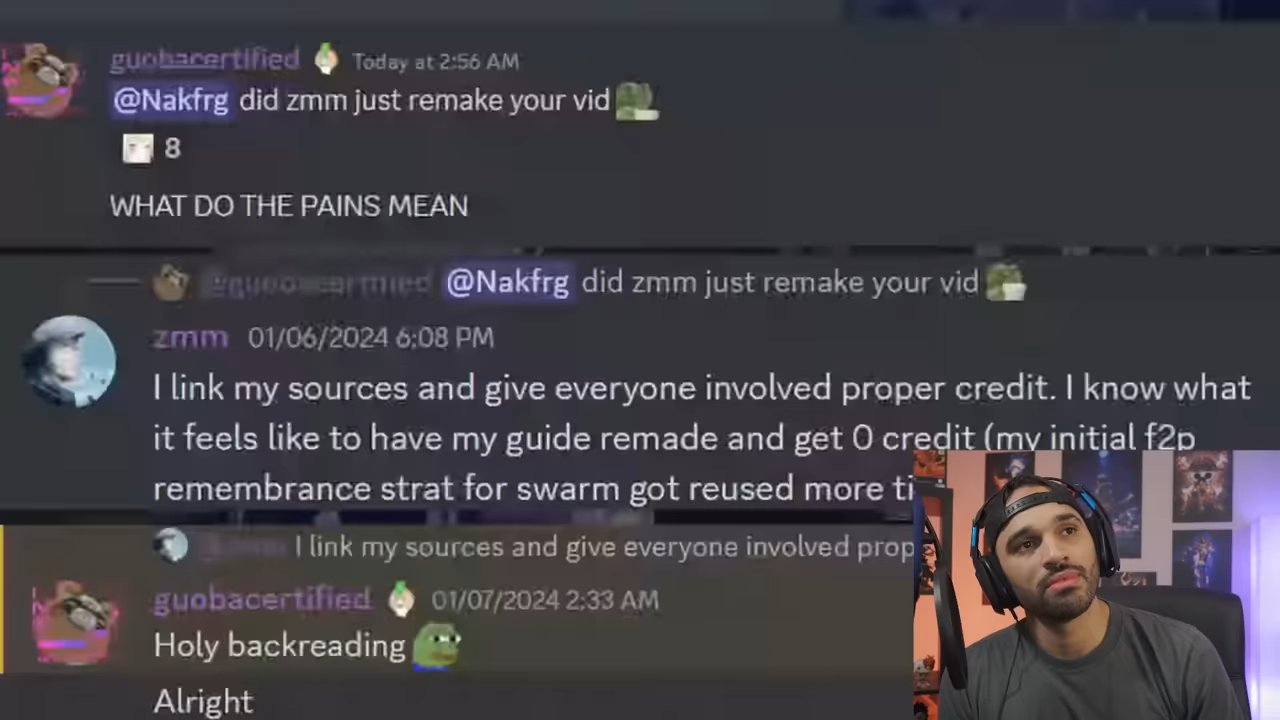 guobacertified Today at 2:56 AM
@Nakfrg did zmm just remake your vid
8
WHAT DO THE PAINS MEAN
@guobacertified @Nakfrg did zmm just remake your vid
zmm 01/06/2024 6:08 PM
I link my sources and give everyone involved proper credit. I know what
it feels like to have my guide remade and get 0 credit (my initial f2p
remembrance strat for swarm got reused more ti
I link my sources and give everyone involved prop
guobacertified 01/07/2024 2:33 AM
Holy backreading
Alright